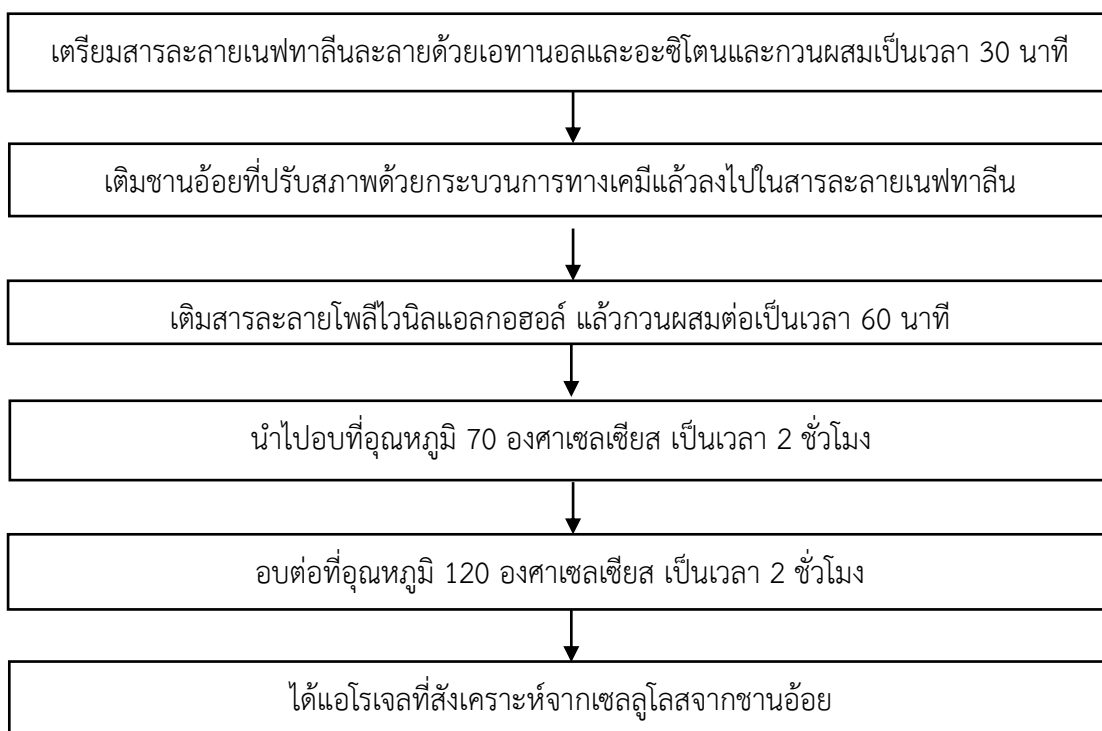 เตรียมสารละลายเนฟทาลีนละลายด้วยเอทานอลและอะซิโตนและกวนผสมเป็นเวลา 30 นาที
เติมชานอ้อยที่ปรับสภาพด้วยกระบวนการทางเคมีแล้วลงไปในสารละลายเนฟทาลีน
เติมสารละลายโพลีไวนิลแอลกอฮอล์ แล้วกวนผสมต่อเป็นเวลา 60 นาที
นำไปอบที่อุณหภูมิ 70 องศาเซลเซียส เป็นเวลา 2 ชั่วโมง
อบต่อที่อุณหภูมิ 120 องศาเซลเซียส เป็นเวลา 2 ชั่วโมง
ได้แอโรเจลที่สังเคราะห์จากเซลลูโลสจากชานอ้อย